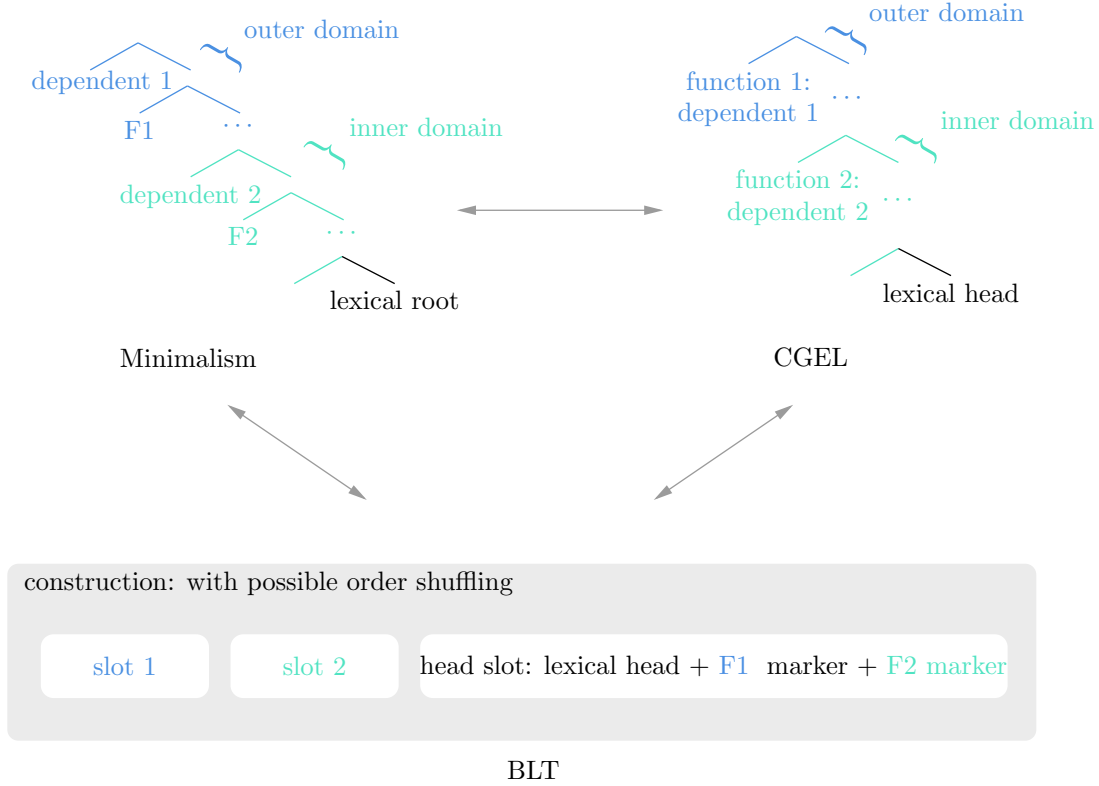 outer domain
dependent 1
F1
...
inner domain
dependent 2
F2
...
lexical root
Minimalism
outer domain
function 1:
dependent 1
...
inner domain
function 2:
dependent 2
...
lexical head
CGEL
construction: with possible order shuffling
slot 1
slot 2
head slot: lexical head + F1 marker + F2 marker
BLT